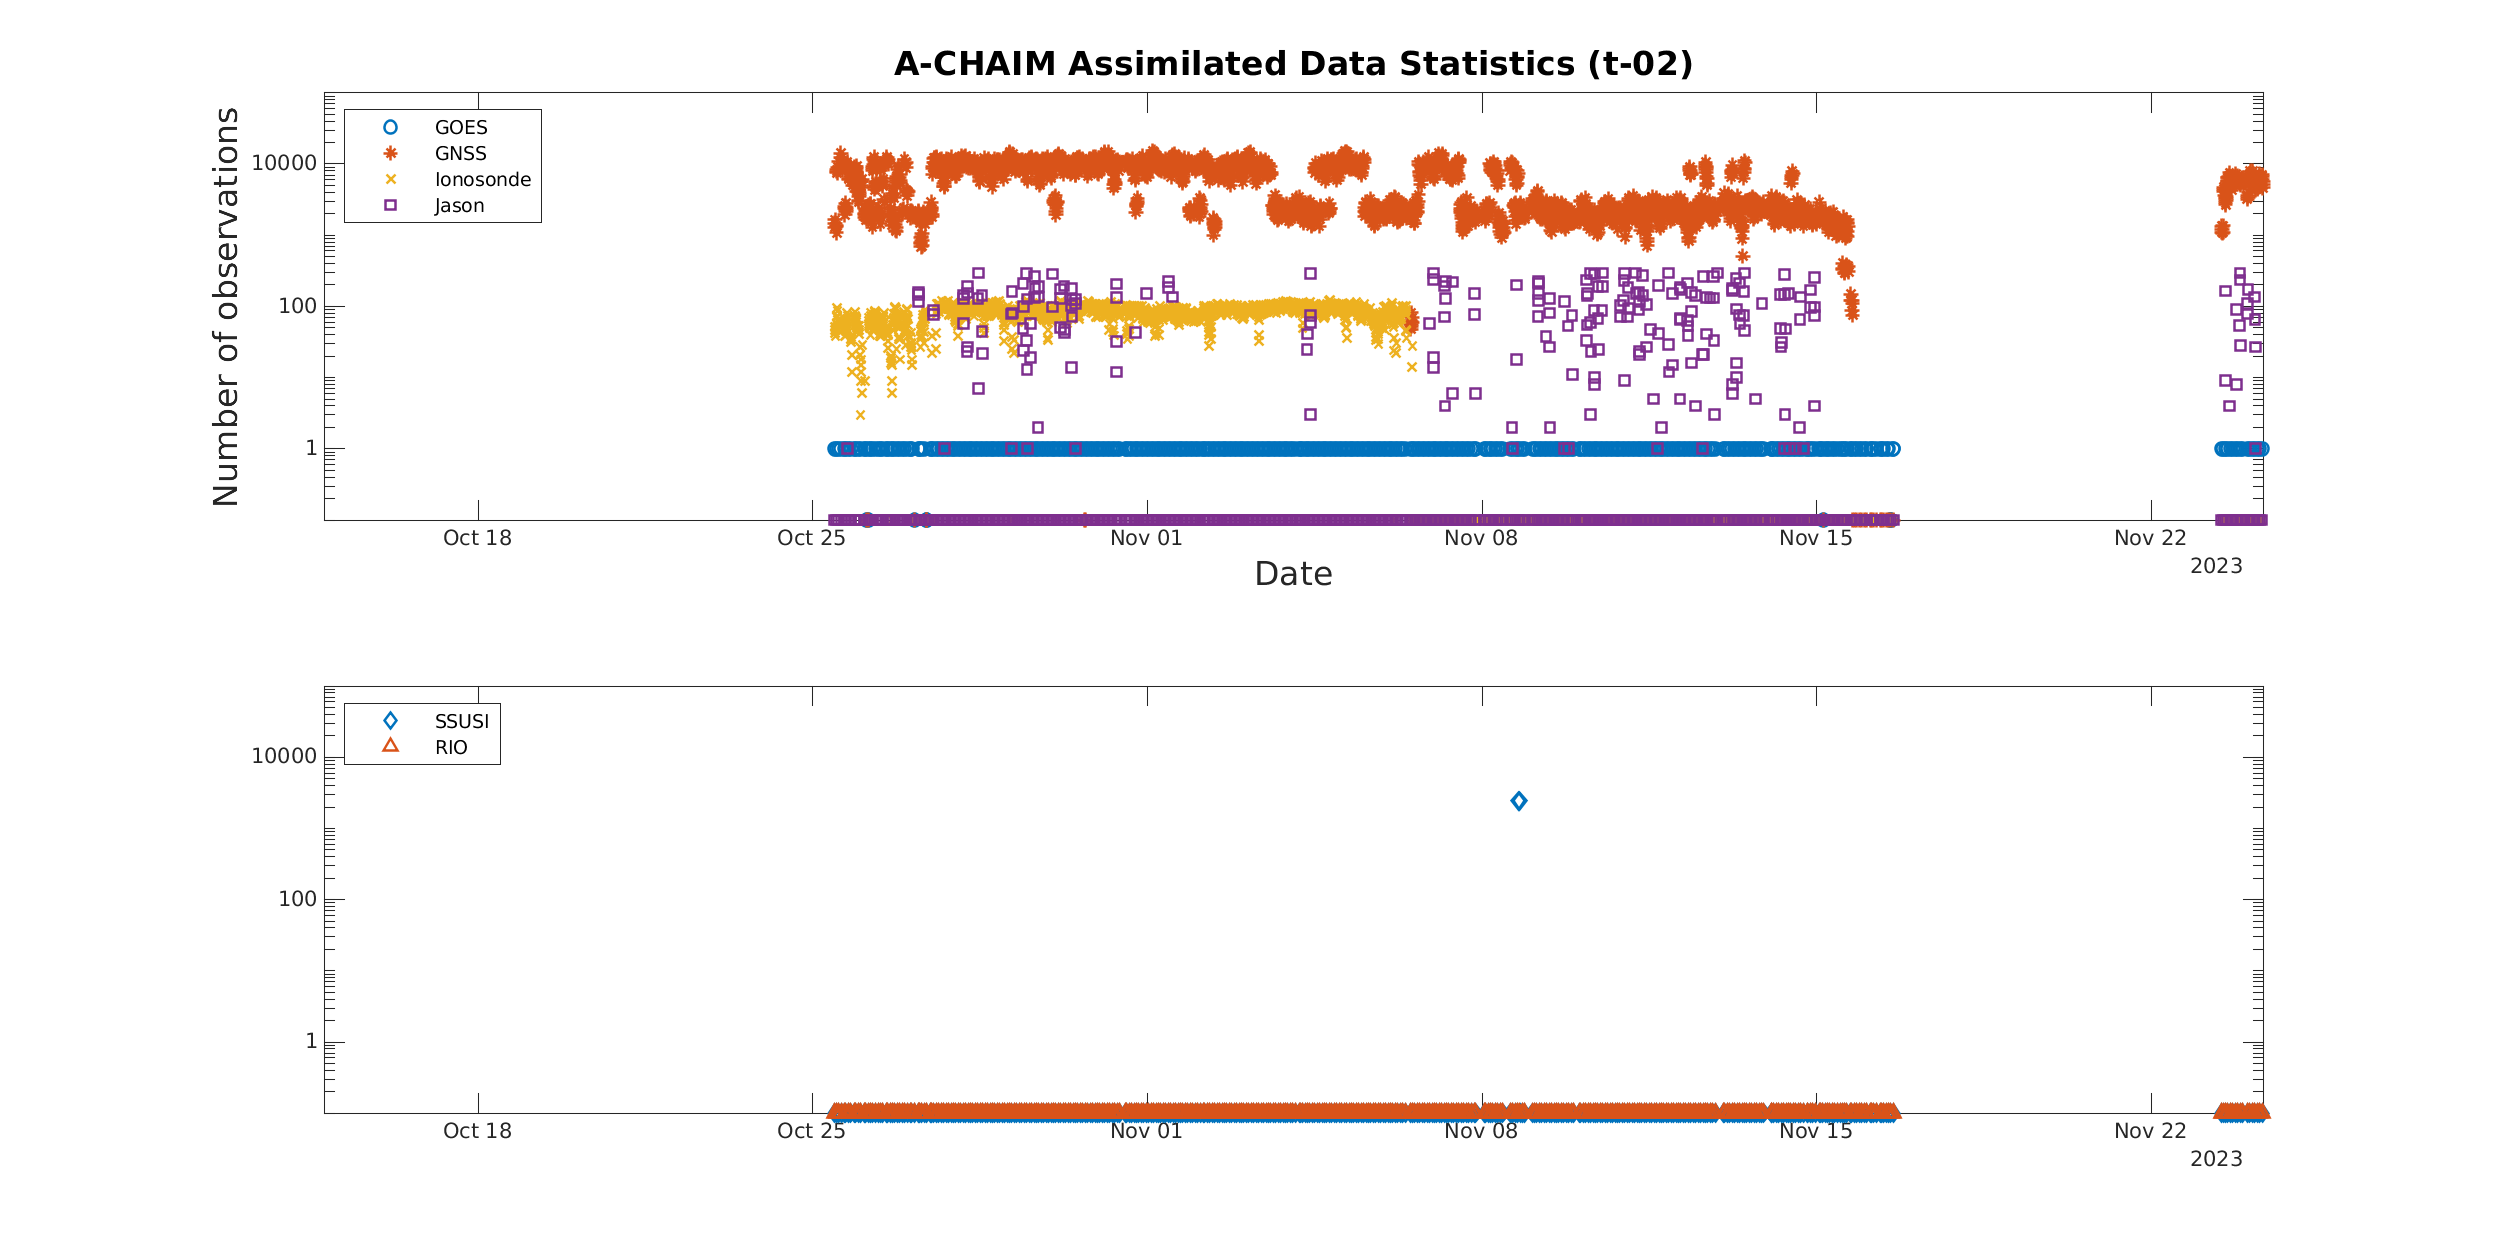 A-CHAIM Assimilated Data Statistics (t-02)
GOES
GNSS
Ionosonde
Jason
10000
100
1
Number of observations
Oct 18 Oct 25 Nov 01 Nov 08 Nov 15 Nov 22
2023
Date
SSUSI
RIO
10000
100
1
Oct 18 Oct 25 Nov 01 Nov 08 Nov 15 Nov 22
2023